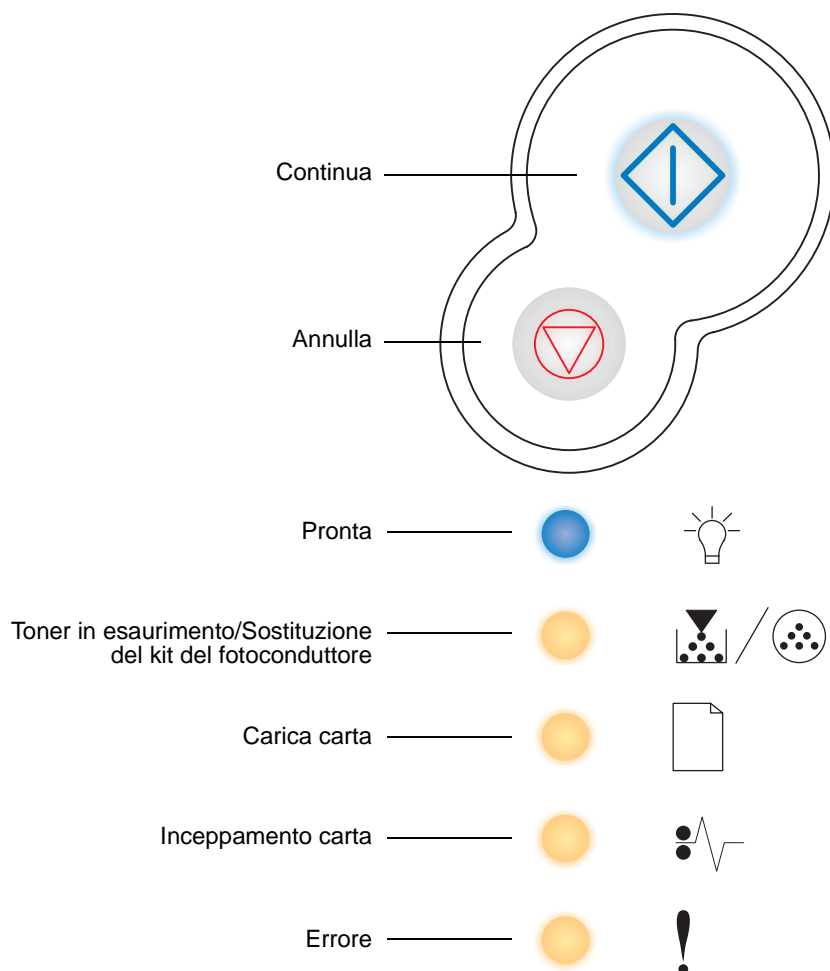 Continua
Annulla
Pronta
Toner in esaurimento/Sostituzione
del kit del fotoconduttore
Carica carta
Inceppamento carta
Errore